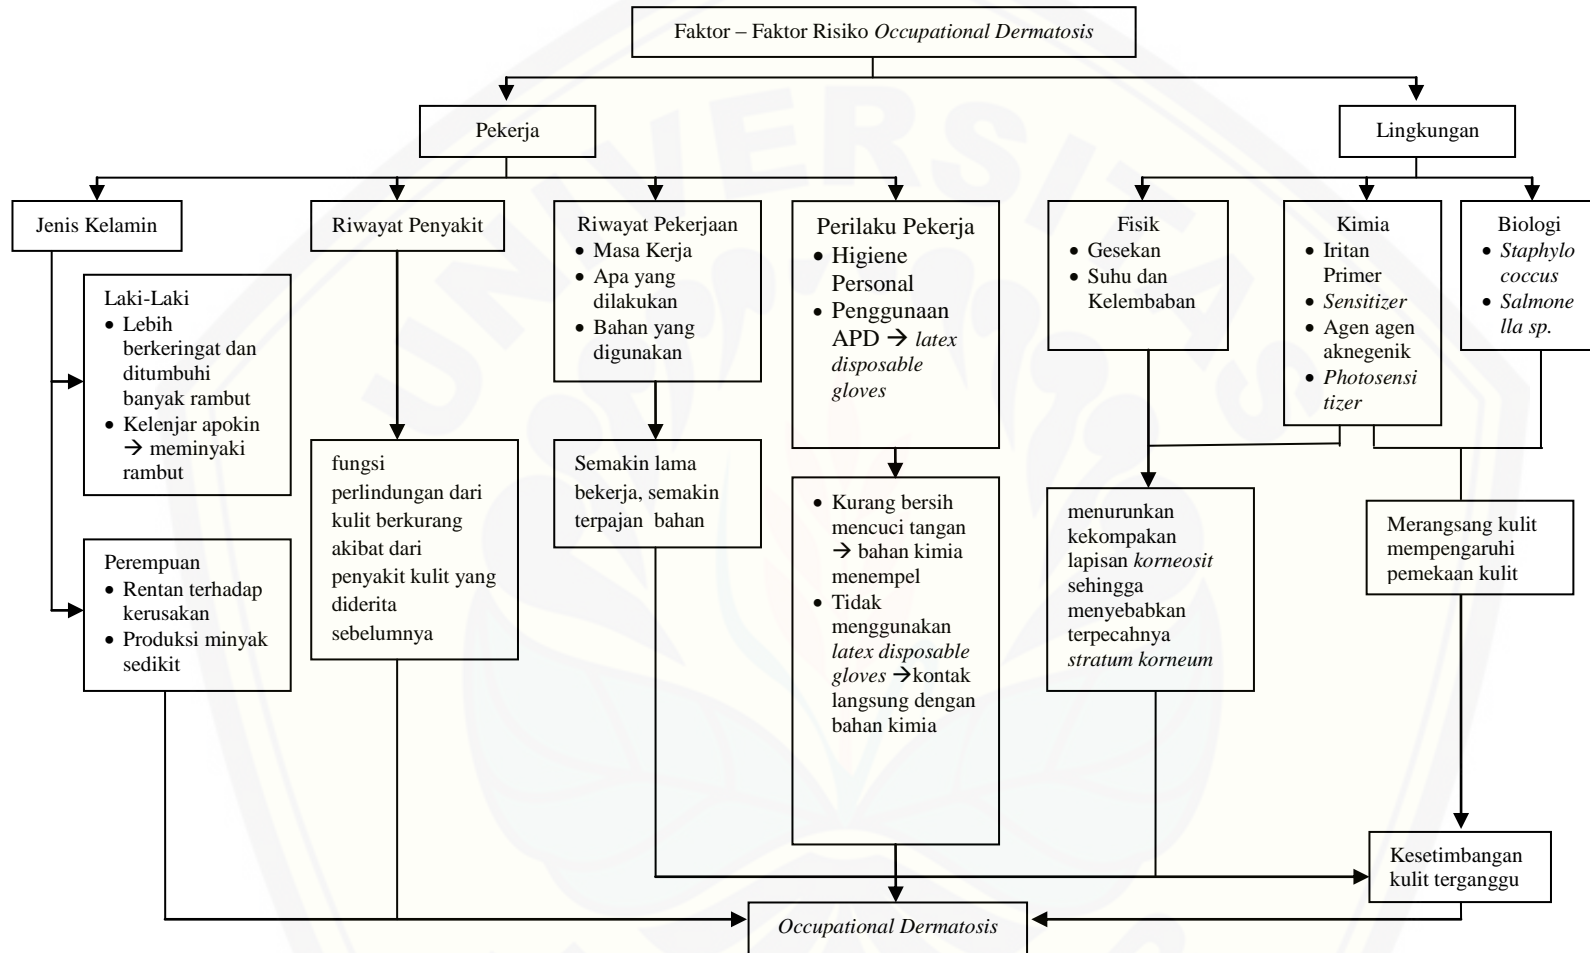 Faktor – Faktor Risiko Occupational Dermatosis
Pekerja
Lingkungan
Jenis Kelamin
Riwayat Penyakit
Riwayat Pekerjaan
• Masa Kerja
• Apa yang
dilakukan
• Bahan yang
digunakan
Perilaku Pekerja
• Higiene
Personal
• Penggunaan
APD → latex
disposable
gloves
Fisik
• Gesekan
• Suhu dan
Kelembaban
Kimia
• Iritan
Primer
• Sensitizer
• Agen agen
aknegenik
• Photosensi
tizer
Biologi
• Staphylo
coccus
• Salmone
lla sp.
Laki-Laki
• Lebih
berkeringat dan
ditumbuhi
banyak rambut
• Kelenjar apokin
→ meminyaki
rambut
Perempuan
• Rentan terhadap
kerusakan
• Produksi minyak
sedikit
fungsi
perlindungan dari
kulit berkurang
akibat dari
penyakit kulit yang
diderita
sebelumnya
Semakin lama
bekerja, semakin
terpajan bahan
• Kurang bersih
mencuci tangan
→ bahan kimia
menempel
• Tidak
menggunakan
latex disposable
gloves →kontak
langsung dengan
bahan kimia
menurunkan
kekompakan
lapisan korneosit
sehingga
menyebabkan
terpecahnya
stratum korneum
Merangsang kulit
mempengaruhi
pemekaan kulit
Kesetimbangan
kulit terganggu
Occupational Dermatosis
UNIVERSITAS